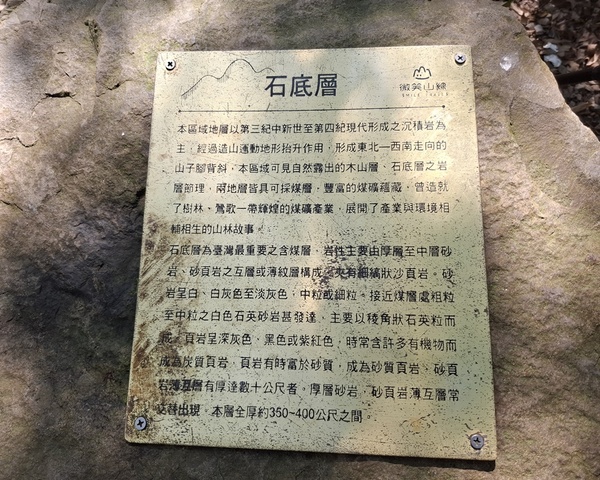 石底層
微笑山線
SMILE TRAILS
本區域地層以第三紀中新世至第四紀現代形成之沉積岩為
主，經過造山運動地形抬升作用，形成東北—西南走向的
山子腳背斜，本區域可見自然露出的木山層、石底層之岩
層節理，兩地層皆具可採煤層，豐富的煤礦蘊藏，曾造就
了樹林、鶯歌一帶輝煌的煤礦產業，展開了產業與環境相
輔相生的山林故事。
石底層為臺灣最重要之含煤層，岩性主要由厚層至中層砂
岩、砂頁岩之互層或薄紋層構成，夾有細縞狀沙頁岩。砂
岩呈白、白灰色至淡灰色，中粒或細粒。接近煤層處粗粒
至中粒之白色石英砂岩甚發達，主要以稜角狀石英粒而
成。頁岩呈深灰色，黑色或紫紅色，時常含許多有機物而
成為炭質頁岩，頁岩有時富於砂質，成為砂質頁岩。砂頁
岩薄互層有厚達數十公尺者，厚層砂岩、砂頁岩薄互層常
交替出現，本層全厚約350~400公尺之間。